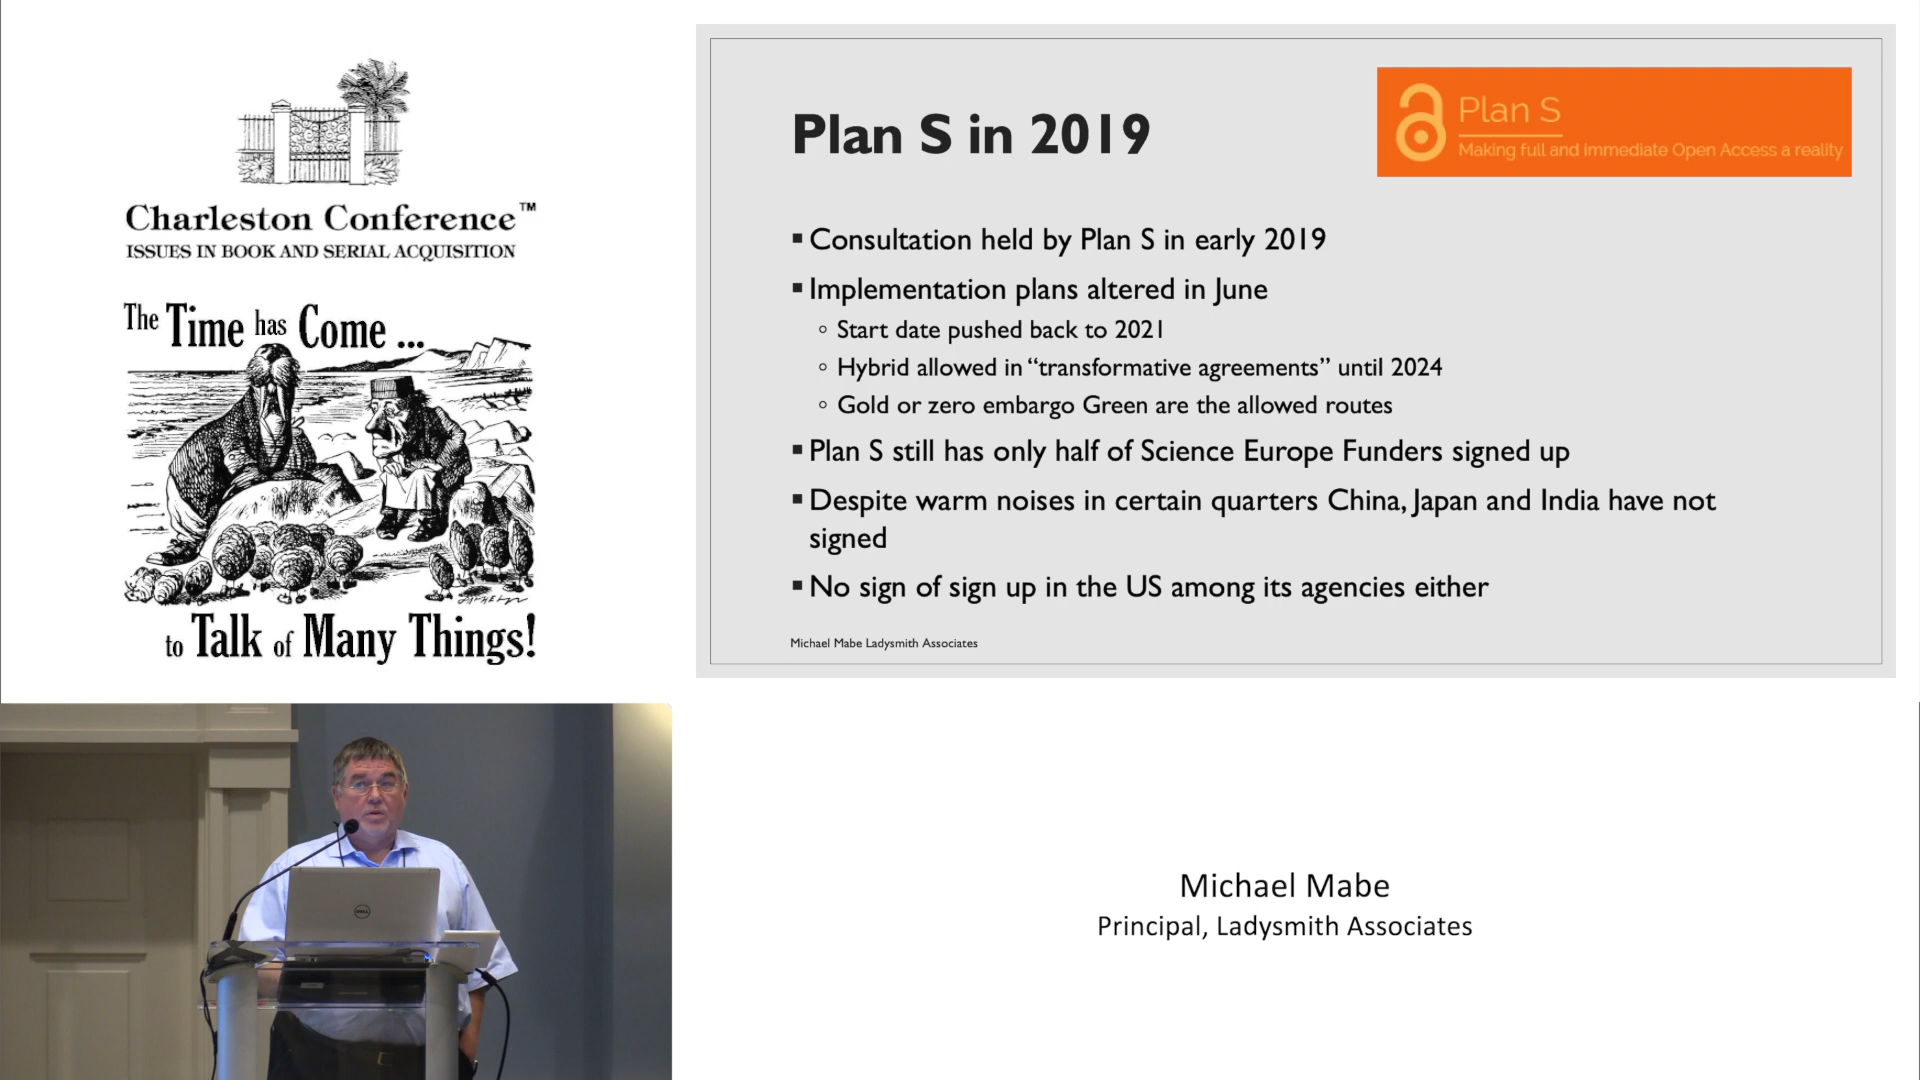 Charleston Conference™
ISSUES IN BOOK AND SERIAL ACQUISITION
The Time has Come ...
to Talk of Many Things!
Plan S in 2019
Plan S
Making full and immediate Open Access a reality
▪ Consultation held by Plan S in early 2019
▪ Implementation plans altered in June
◦ Start date pushed back to 2021
◦ Hybrid allowed in “transformative agreements” until 2024
◦ Gold or zero embargo Green are the allowed routes
▪ Plan S still has only half of Science Europe Funders signed up
▪ Despite warm noises in certain quarters China, Japan and India have not
signed
▪ No sign of sign up in the US among its agencies either
Michael Mabe Ladysmith Associates
DELL
Michael Mabe
Principal, Ladysmith Associates